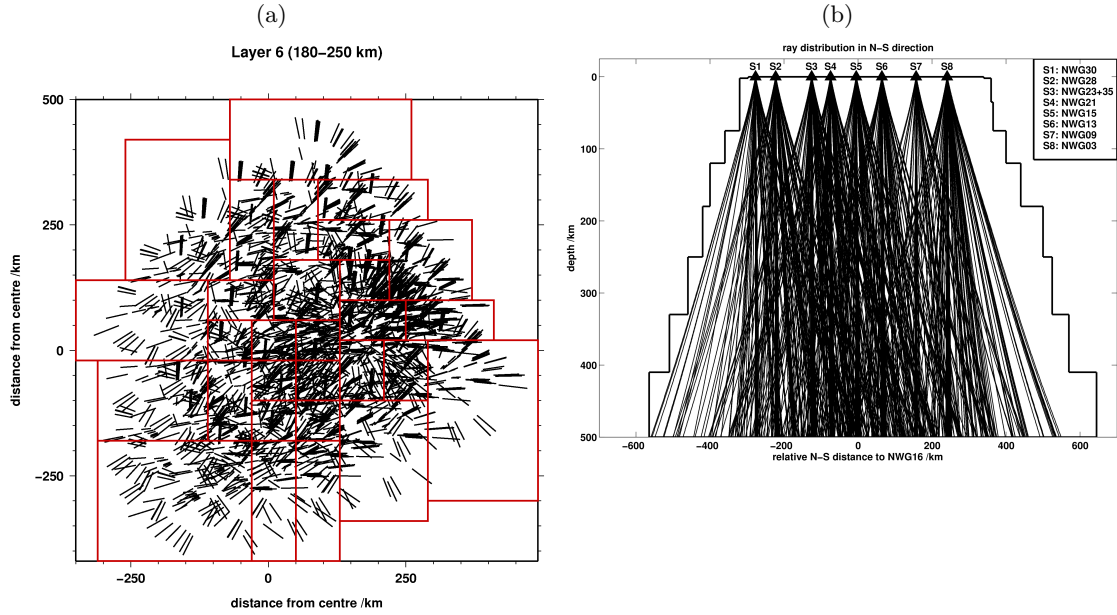 (a)
Layer 6 (180−250 km)
500
250
0
−250
−250
0
250
distance from centre /km
distance from centre /km
(b)
ray distribution in N−S direction
S1 S2 S3 S4 S5 S6 S7 S8
S1: NWG30
S2: NWG28
S3: NWG23+35
S4: NWG21
S5: NWG15
S6: NWG13
S7: NWG09
S8: NWG03
0
100
200
300
400
500
depth /km
−600 −400 −200 0 200 400 600
relative N−S distance to NWG16 /km